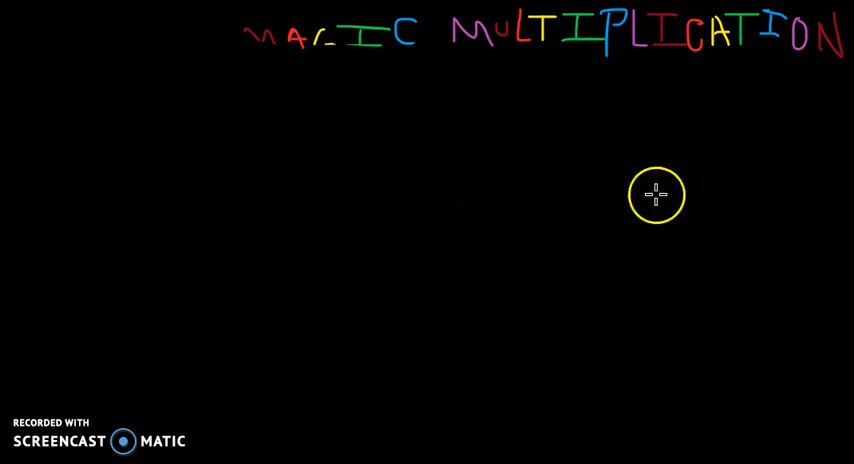 MAGIC MULTIPLICATION
RECORDED WITH
SCREENCAST MATIC